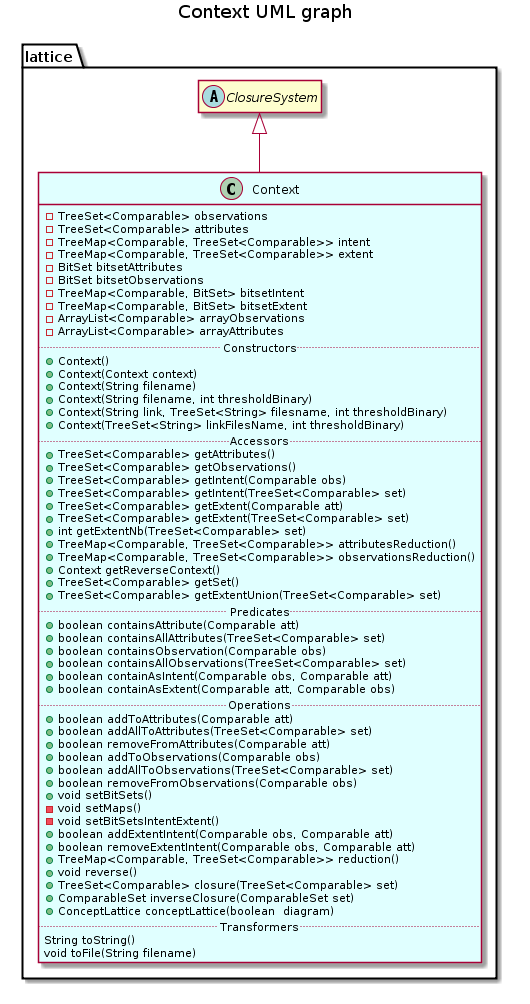 Context UML graph
lattice
A ClosureSystem
C Context
TreeSet<Comparable> observations
TreeSet<Comparable> attributes
TreeMap<Comparable, TreeSet<Comparable>> intent
TreeMap<Comparable, TreeSet<Comparable>> extent
BitSet bitsetAttributes
BitSet bitsetObservations
TreeMap<Comparable, BitSet> bitsetIntent
TreeMap<Comparable, BitSet> bitsetExtent
ArrayList<Comparable> arrayObservations
ArrayList<Comparable> arrayAttributes
Constructors
Context()
Context(Context context)
Context(String filename)
Context(String filename, int thresholdBinary)
Context(String link, TreeSet<String> filesname, int thresholdBinary)
Context(TreeSet<String> linkFilesName, int thresholdBinary)
Accessors
TreeSet<Comparable> getAttributes()
TreeSet<Comparable> getObservations()
TreeSet<Comparable> getIntent(Comparable obs)
TreeSet<Comparable> getIntent(TreeSet<Comparable> set)
TreeSet<Comparable> getExtent(Comparable att)
TreeSet<Comparable> getExtent(TreeSet<Comparable> set)
int getExtentNb(TreeSet<Comparable> set)
TreeMap<Comparable, TreeSet<Comparable>> attributesReduction()
TreeMap<Comparable, TreeSet<Comparable>> observationsReduction()
Context getReverseContext()
TreeSet<Comparable> getSet()
TreeSet<Comparable> getExtentUnion(TreeSet<Comparable> set)
Predicates
boolean containsAttribute(Comparable att)
boolean containsAllAttributes(TreeSet<Comparable> set)
boolean containsObservation(Comparable obs)
boolean containsAllObservations(TreeSet<Comparable> set)
boolean containAsIntent(Comparable obs, Comparable att)
boolean containAsExtent(Comparable att, Comparable obs)
Operations
boolean addToAttributes(Comparable att)
boolean addAllToAttributes(TreeSet<Comparable> set)
boolean removeFromAttributes(Comparable att)
boolean addToObservations(Comparable obs)
boolean addAllToObservations(TreeSet<Comparable> set)
boolean removeFromObservations(Comparable obs)
void setBitSets()
void setMaps()
void setBitSetsIntentExtent()
boolean addExtentIntent(Comparable obs, Comparable att)
boolean removeExtentIntent(Comparable obs, Comparable att)
TreeMap<Comparable, TreeSet<Comparable>> reduction()
void reverse()
TreeSet<Comparable> closure(TreeSet<Comparable> set)
ComparableSet inverseClosure(ComparableSet set)
ConceptLattice conceptLattice(boolean diagram)
Transformers
String toString()
void toFile(String filename)